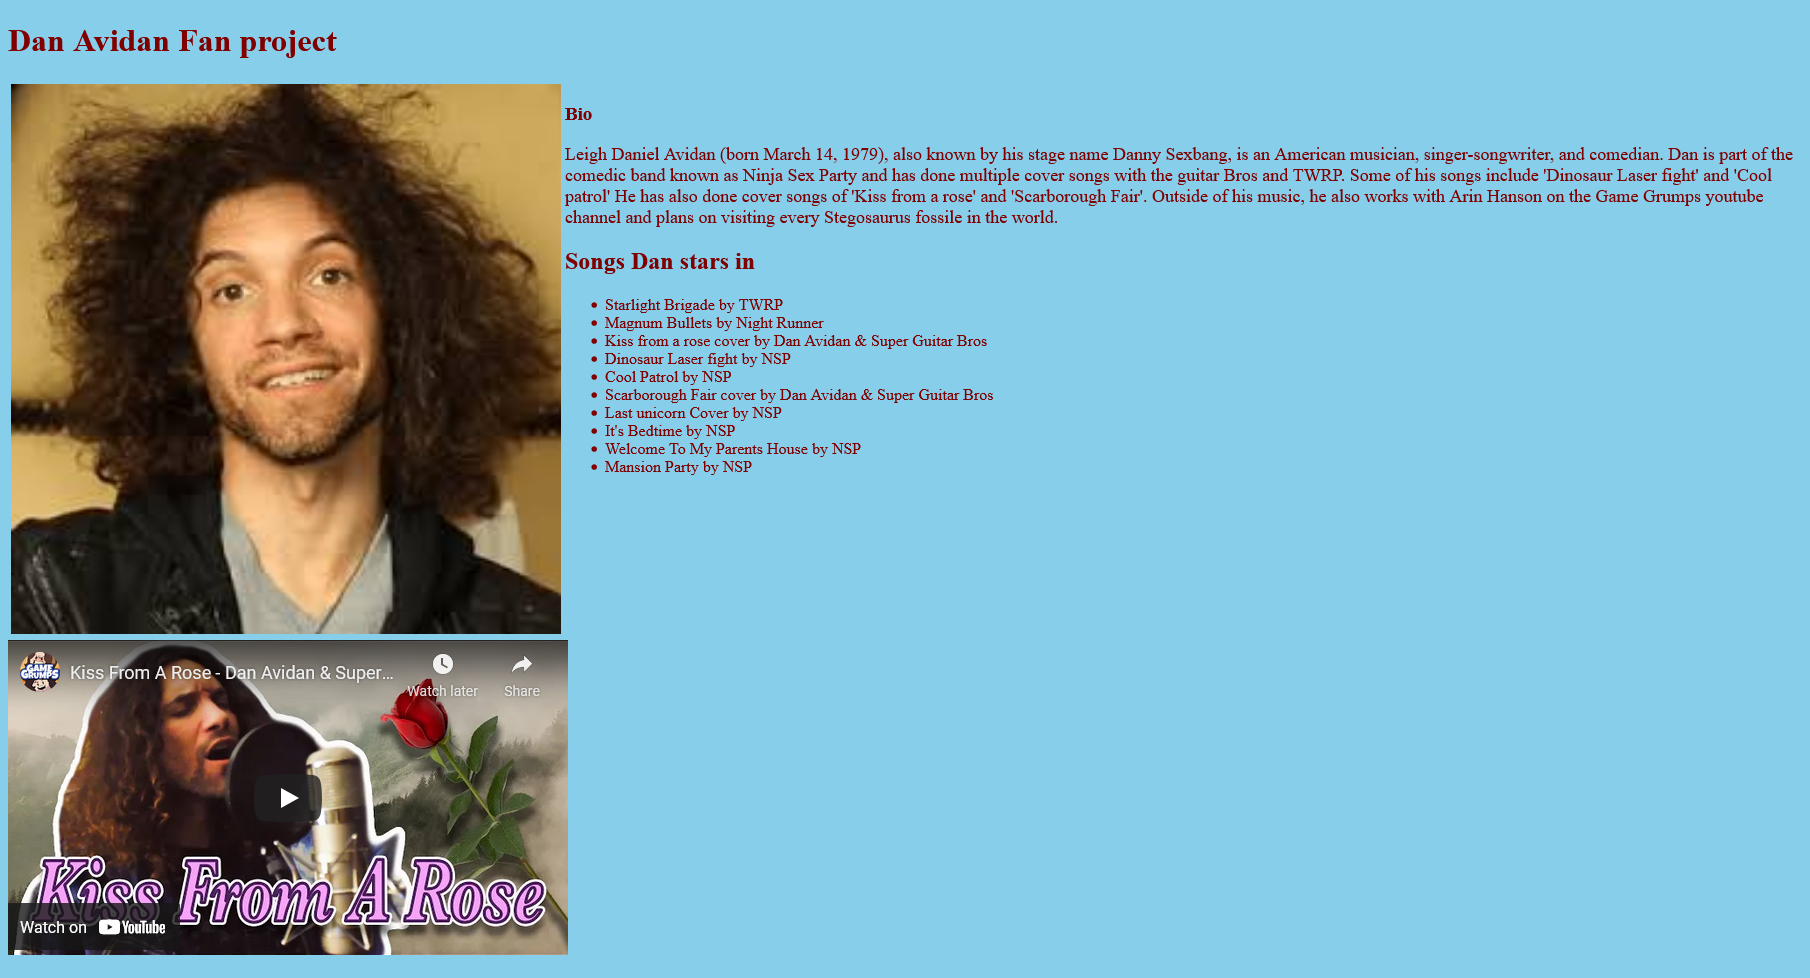 Dan Avidan Fan project
Bio
Leigh Daniel Avidan (born March 14, 1979), also known by his stage name Danny Sexbang, is an American musician, singer-songwriter, and comedian. Dan is part of the
comedic band known as Ninja Sex Party and has done multiple cover songs with the guitar Bros and TWRP. Some of his songs include 'Dinosaur Laser fight' and 'Cool
patrol' He has also done cover songs of 'Kiss from a rose' and 'Scarborough Fair'. Outside of his music, he also works with Arin Hanson on the Game Grumps youtube
channel and plans on visiting every Stegosaurus fossile in the world.
Songs Dan stars in
• Starlight Brigade by TWRP
• Magnum Bullets by Night Runner
• Kiss from a rose cover by Dan Avidan & Super Guitar Bros
• Dinosaur Laser fight by NSP
• Cool Patrol by NSP
• Scarborough Fair cover by Dan Avidan & Super Guitar Bros
• Last unicorn Cover by NSP
• It's Bedtime by NSP
• Welcome To My Parents House by NSP
• Mansion Party by NSP
GAME
GRUMPS
Kiss From A Rose - Dan Avidan & Super...
Watch later
Share
Kiss From A Rose
Watch on YouTube